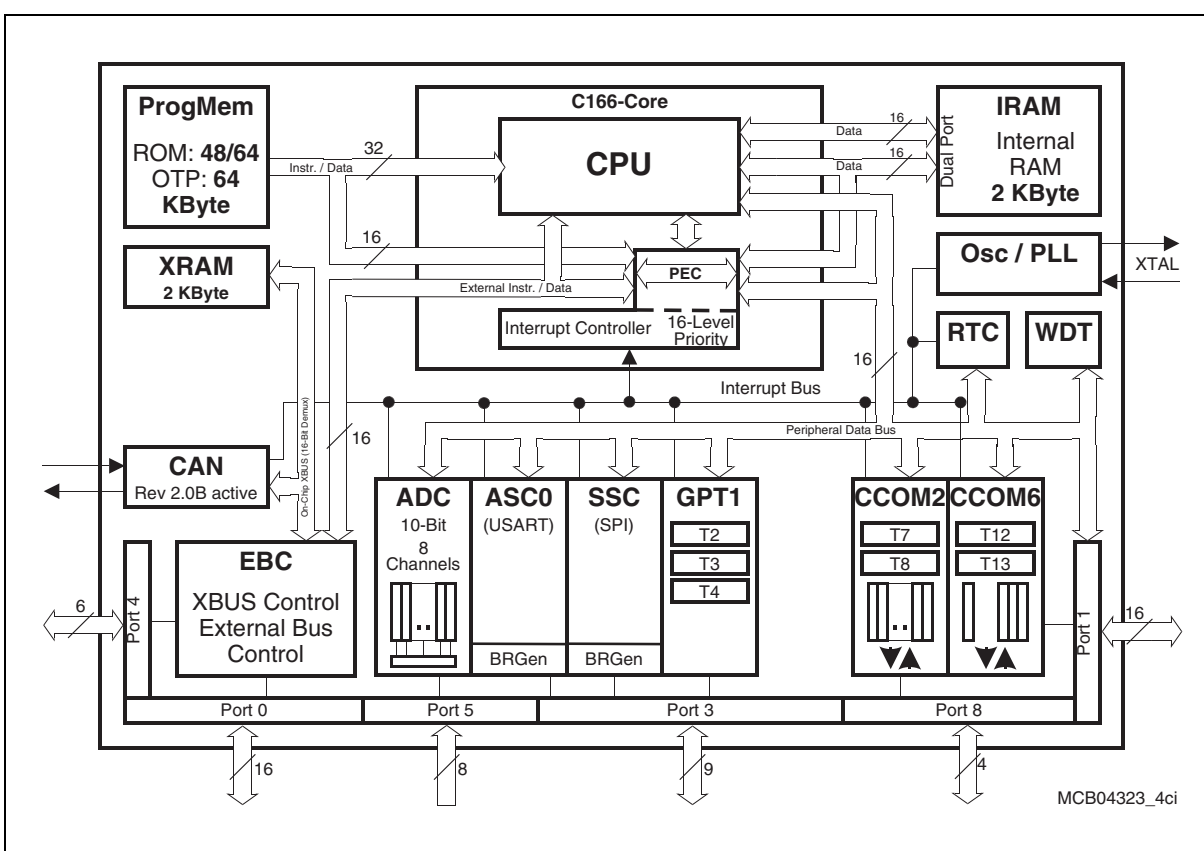 ProgMem
ROM: 48/64
OTP: 64
KByte
C166-Core
CPU
32
Instr. / Data
16
Data
16
Data
Dual Port
IRAM
Internal
RAM
2 KByte
XRAM
2 KByte
16
External Instr. / Data
PEC
Interrupt Controller
16-Level
Priority
Osc / PLL
XTAL
RTC
WDT
16
Interrupt Bus
Peripheral Data Bus
On-Chip XBUS (16-Bit Demux)
16
CAN
Rev 2.0B active
EBC
XBUS Control
External Bus
Control
ADC
10-Bit
8
Channels
ASC0
(USART)
BRGen
SSC
(SPI)
BRGen
GPT1
T2
T3
T4
CCOM2
T7
T8
CCOM6
T12
T13
6
Port 4
Port 1
16
Port 0
Port 5
Port 3
Port 8
16
8
9
4
MCB04323_4ci